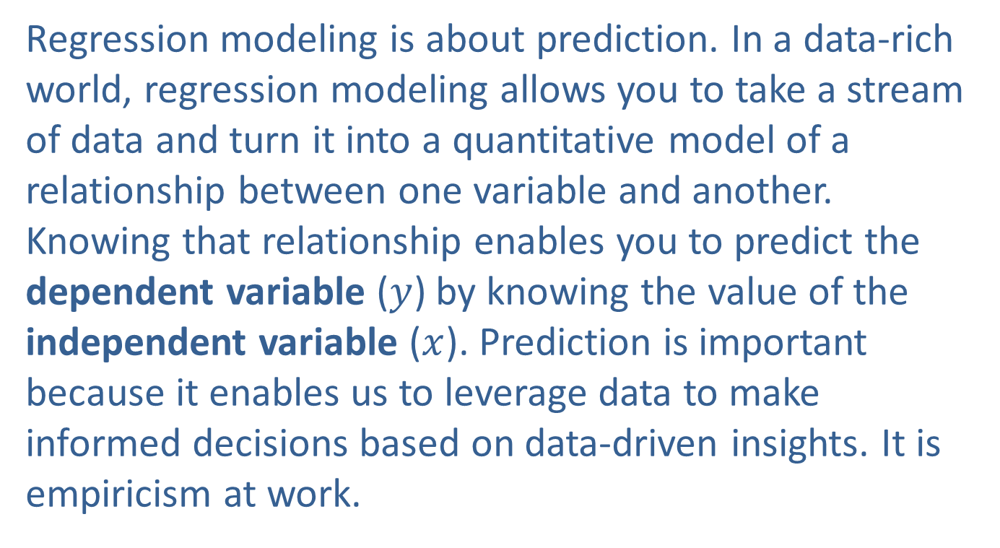 Regression modeling is about prediction. In a data-rich
world, regression modeling allows you to take a stream
of data and turn it into a quantitative model of a
relationship between one variable and another.
Knowing that relationship enables you to predict the
dependent variable (y) by knowing the value of the
independent variable (x). Prediction is important
because it enables us to leverage data to make
informed decisions based on data-driven insights. It is
empiricism at work.